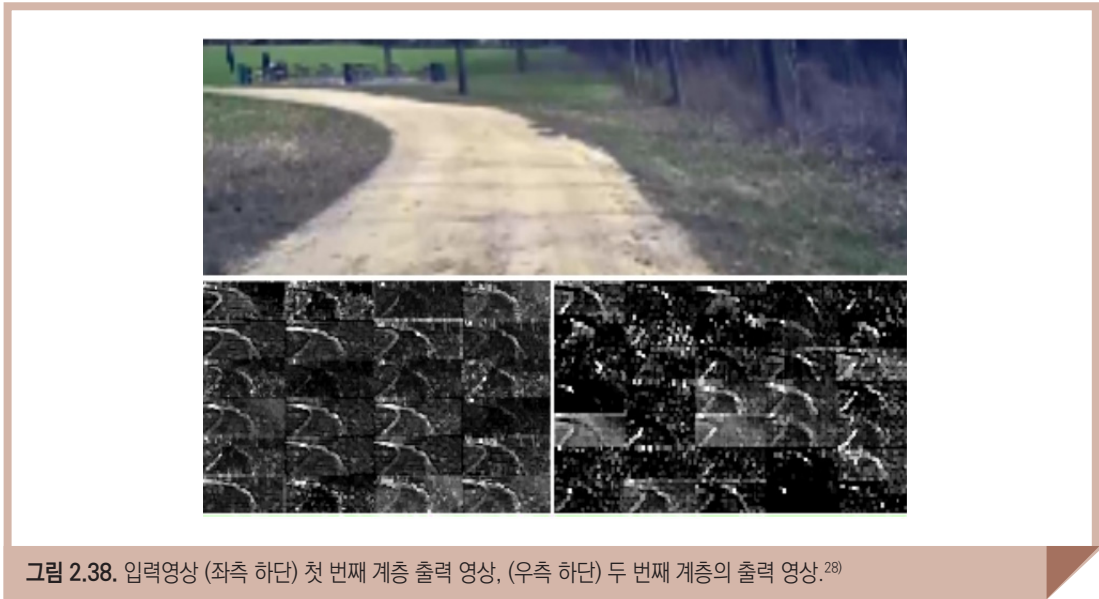 그림 2.38. 입력영상 (좌측 하단) 첫 번째 계층 출력 영상, (우측 하단) 두 번째 계층의 출력 영상.28)